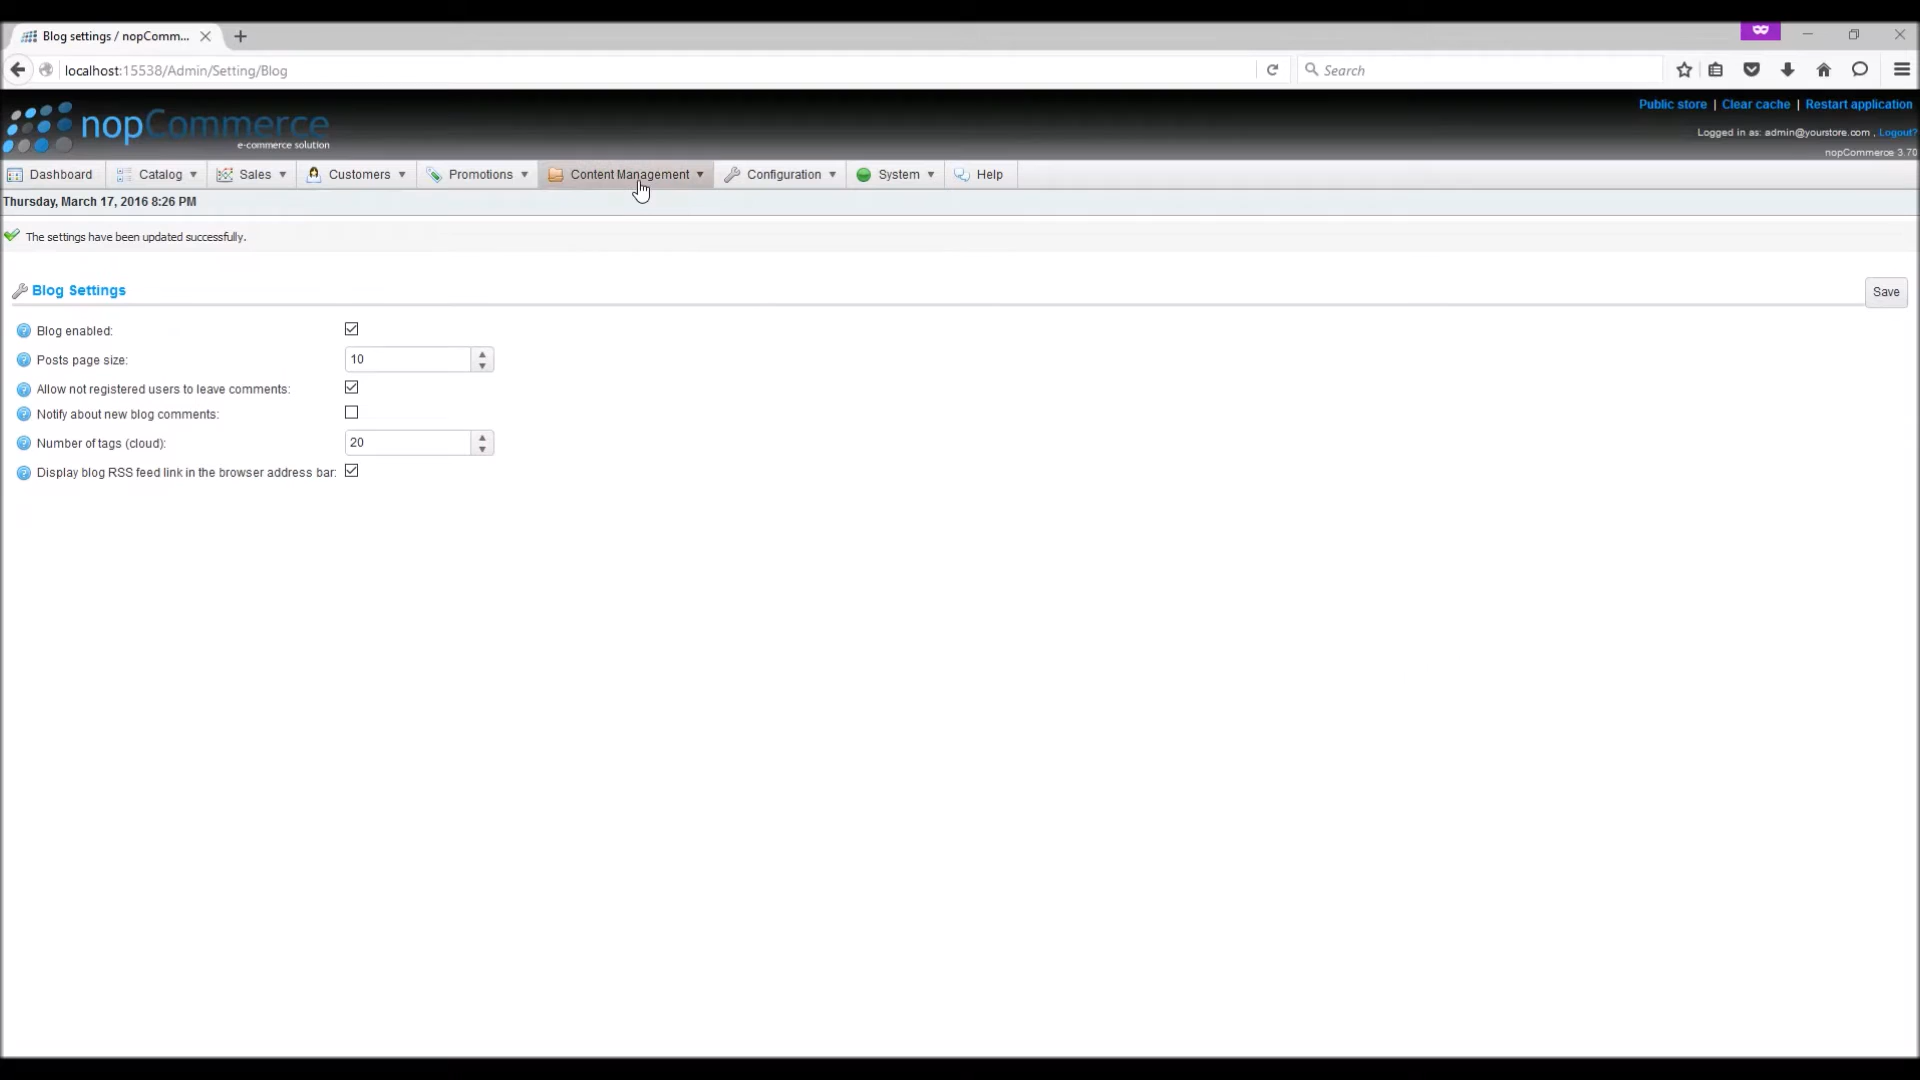 Blog settings / nopComm...
localhost:15538/Admin/Setting/Blog
Search
nopCommerce
e-commerce solution
Public store | Clear cache | Restart application
Logged in as: admin@yourstore.com , Logout?
nopCommerce 3.70
Dashboard Catalog Sales Customers Promotions Content Management Configuration System Help
Thursday, March 17, 2016 8:26 PM
The settings have been updated successfully.
Blog Settings
Save
Blog enabled:
Posts page size: 10
Allow not registered users to leave comments:
Notify about new blog comments:
Number of tags (cloud): 20
Display blog RSS feed link in the browser address bar: